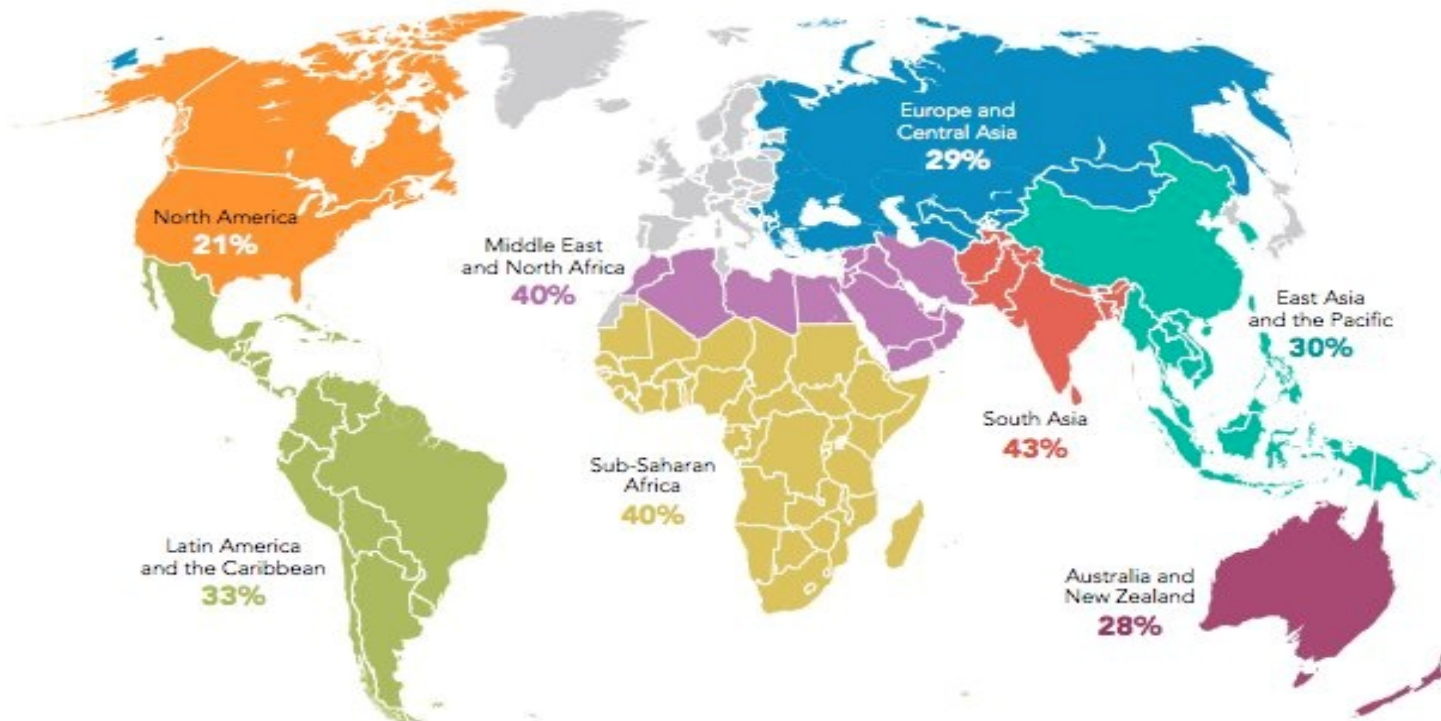 Europe and
Central Asia
29%
North America
21%
Middle East
and North Africa
40%
East Asia
and the Pacific
30%
South Asia
43%
Sub-Saharan
Africa
40%
Latin America
and the Caribbean
33%
Australia and
New Zealand
28%